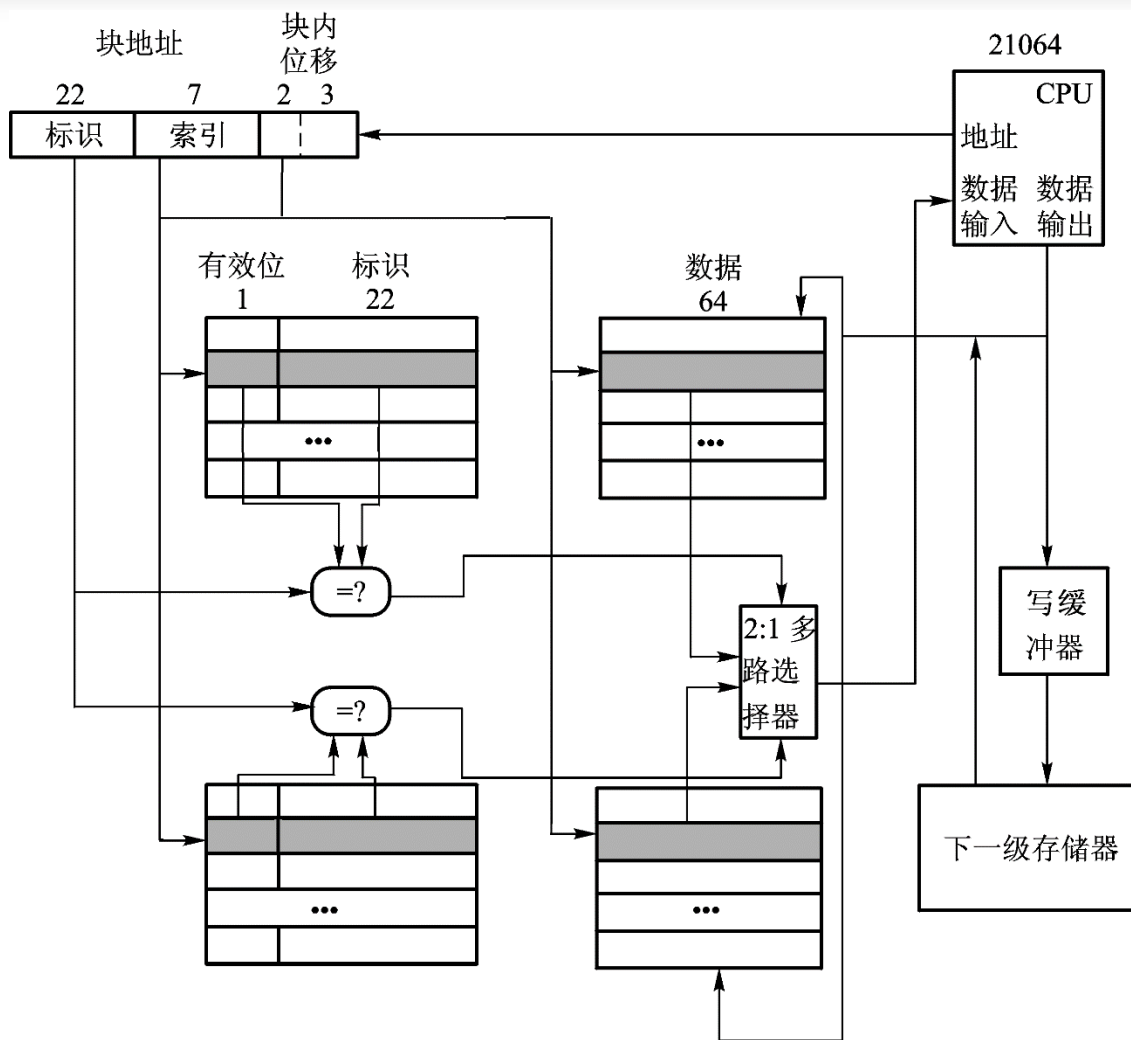 块地址
块内
位移
21064
22
7
2
3
CPU
标识
索引
地址
数据
输入
数据
输出
有效位
1
标识
22
数据
64
•••
•••
=?
写缓
冲器
2:1 多
路选
择器
=?
下一级存储器
•••
•••